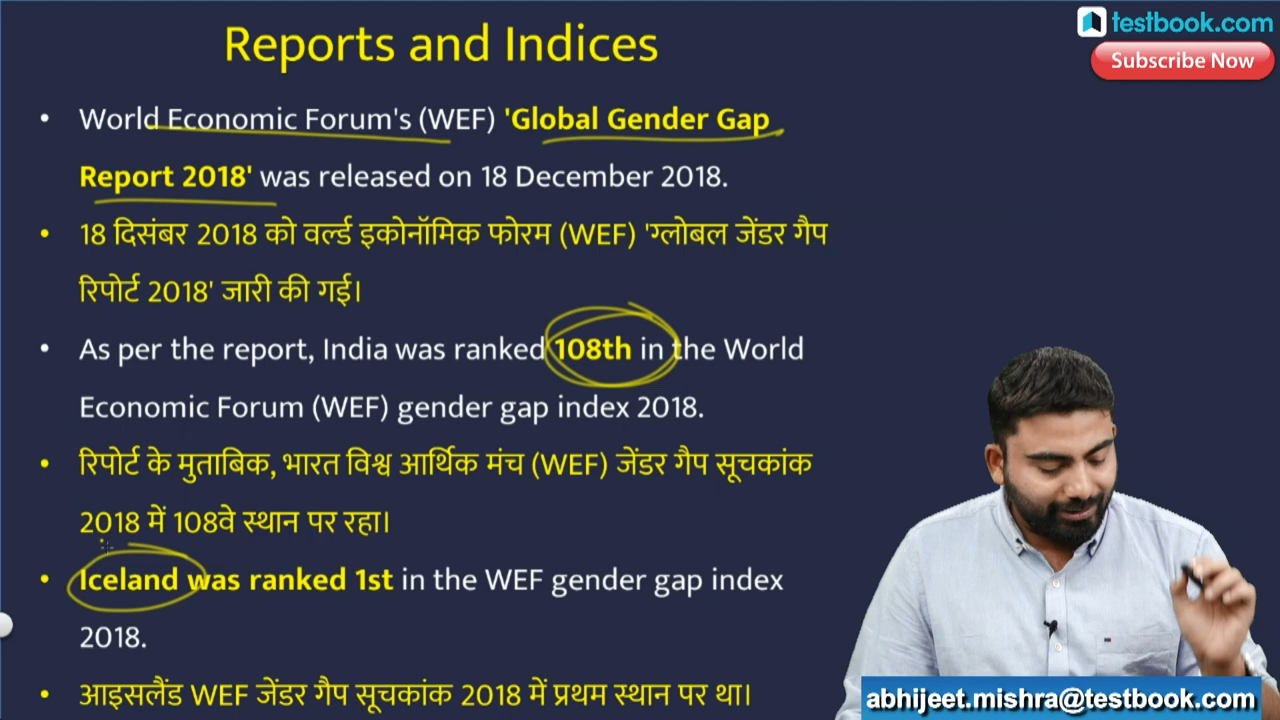 Reports and Indices
testbook.com
Subscribe Now
• World Economic Forum's (WEF) 'Global Gender Gap
Report 2018' was released on 18 December 2018.
• 18 दिसंबर 2018 को वर्ल्ड इकोनॉमिक फोरम (WEF) 'ग्लोबल जेंडर गैप
रिपोर्ट 2018' जारी की गई।
• As per the report, India was ranked 108th in the World
Economic Forum (WEF) gender gap index 2018.
• रिपोर्ट के मुताबिक, भारत विश्व आर्थिक मंच (WEF) जेंडर गैप सूचकांक
2018 में 108वे स्थान पर रहा।
• Iceland was ranked 1st in the WEF gender gap index
2018.
• आइसलैंड WEF जेंडर गैप सूचकांक 2018 में प्रथम स्थान पर था।
abhijeet.mishra@testbook.com